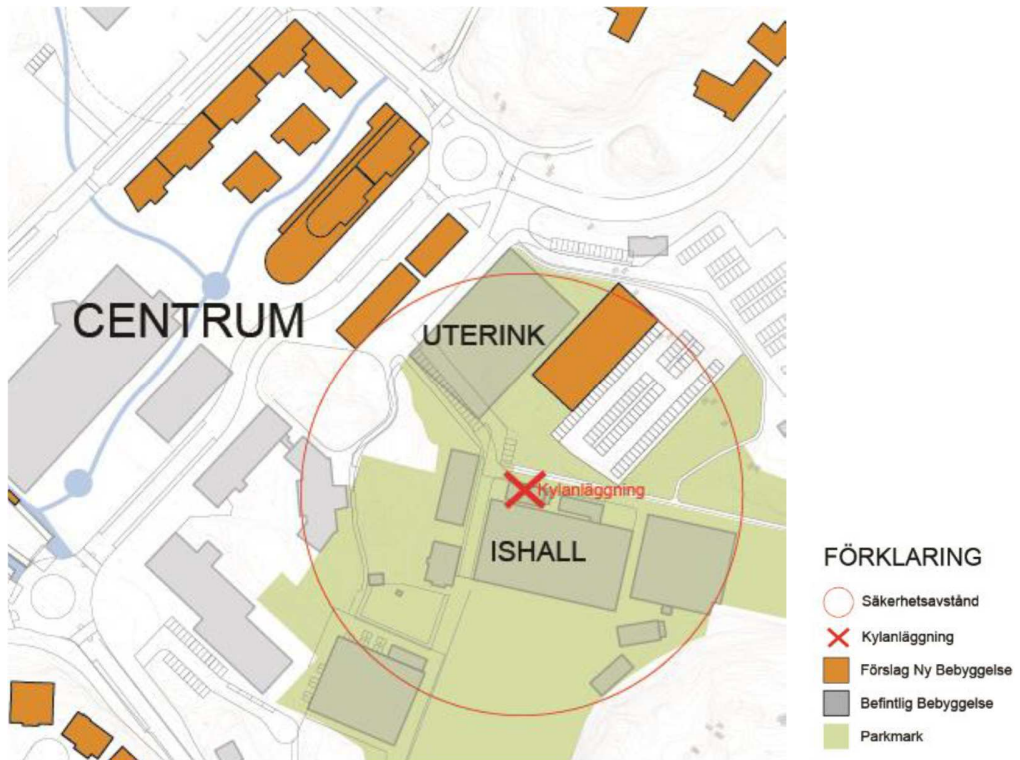 CENTRUM
UTERINK
Kylanläggning
ISHALL
FÖRKLARING
Säkerhetsavstånd
Kylanläggning
Förslag Ny Bebyggelse
Befintlig Bebyggelse
Parkmark